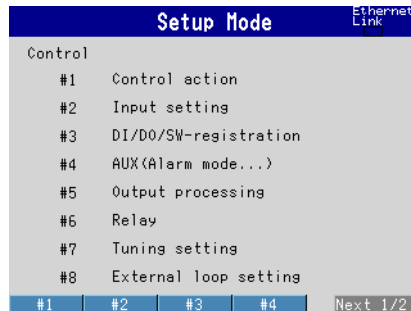 Setup Mode
Ethernet
Link
Control
#1 Control action
#2 Input setting
#3 DI/DO/SW-registration
#4 AUX(Alarm mode...)
#5 Output processing
#6 Relay
#7 Tuning setting
#8 External loop setting
#1 #2 #3 #4 Next 1/2